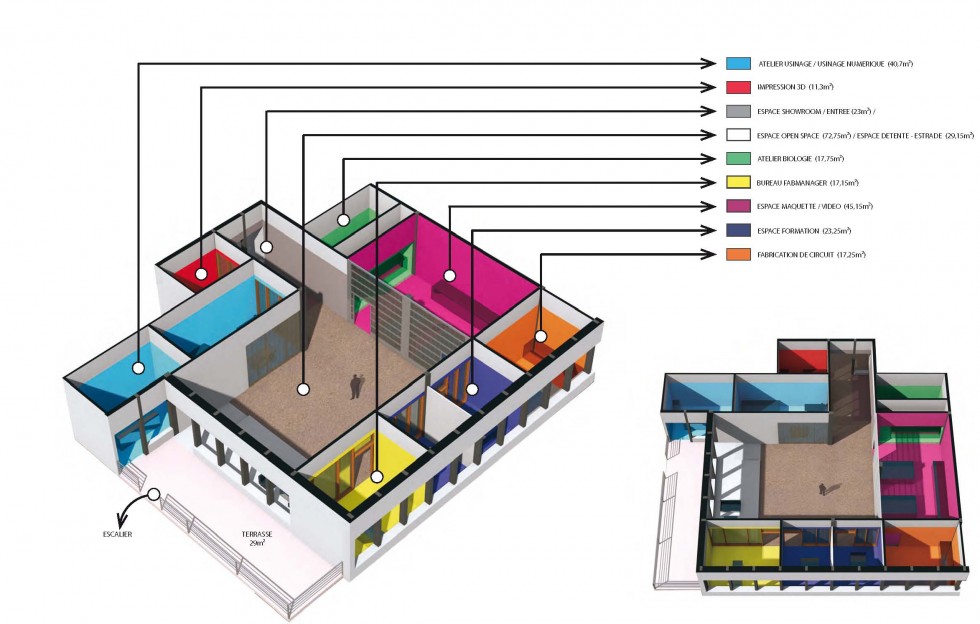 ATELIER USINAGE / USINAGE NUMERIQUE (40,7m²)
IMPRESSION 3D (11,3m²)
ESPACE SHOWROOM / ENTREE (23m²) /
ESPACE OPEN SPACE (72,75m²) / ESPACE DETENTE - ESTRADE (29,15m²)
ATELIER BIOLOGIE (17,75m²)
BUREAU FABMANAGER (17,15m²)
ESPACE MAQUETTE / VIDEO (45,15m²)
ESPACE FORMATION (23,25m²)
FABRICATION DE CIRCUIT (17,25m²)
ESCALIER
TERRASSE
29m²